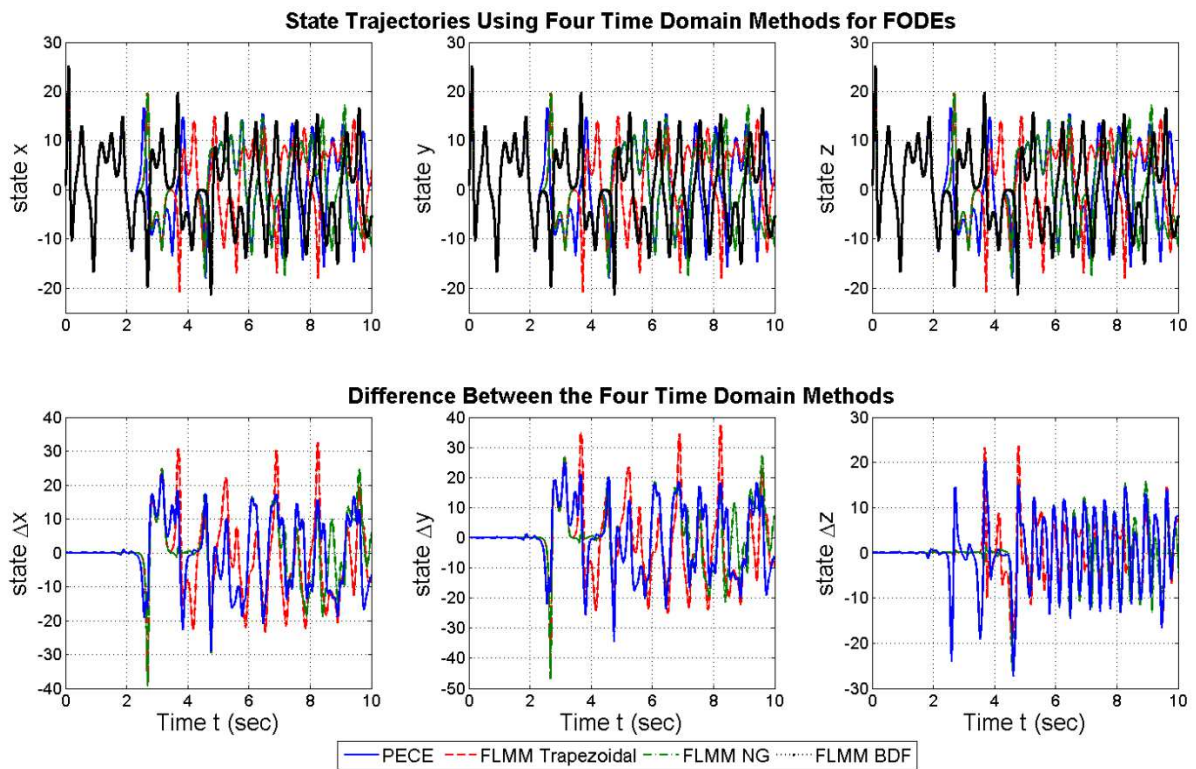 State Trajectories Using Four Time Domain Methods for FODEs
30 20 10 0 -10 -20
state x
0 2 4 6 8 10
30 20 10 0 -10 -20
state y
0 2 4 6 8 10
30 20 10 0 -10 -20
state z
0 2 4 6 8 10
Difference Between the Four Time Domain Methods
40 30 20 10 0 -10 -20 -30 -40
state Δx
0 2 4 6 8 10
Time t (sec)
40 30 20 10 0 -10 -20 -30 -40 -50
state Δy
0 2 4 6 8 10
Time t (sec)
30 20 10 0 -10 -20 -30
state Δz
0 2 4 6 8 10
Time t (sec)
PECE FLMM Trapezoidal FLMM NG FLMM BDF